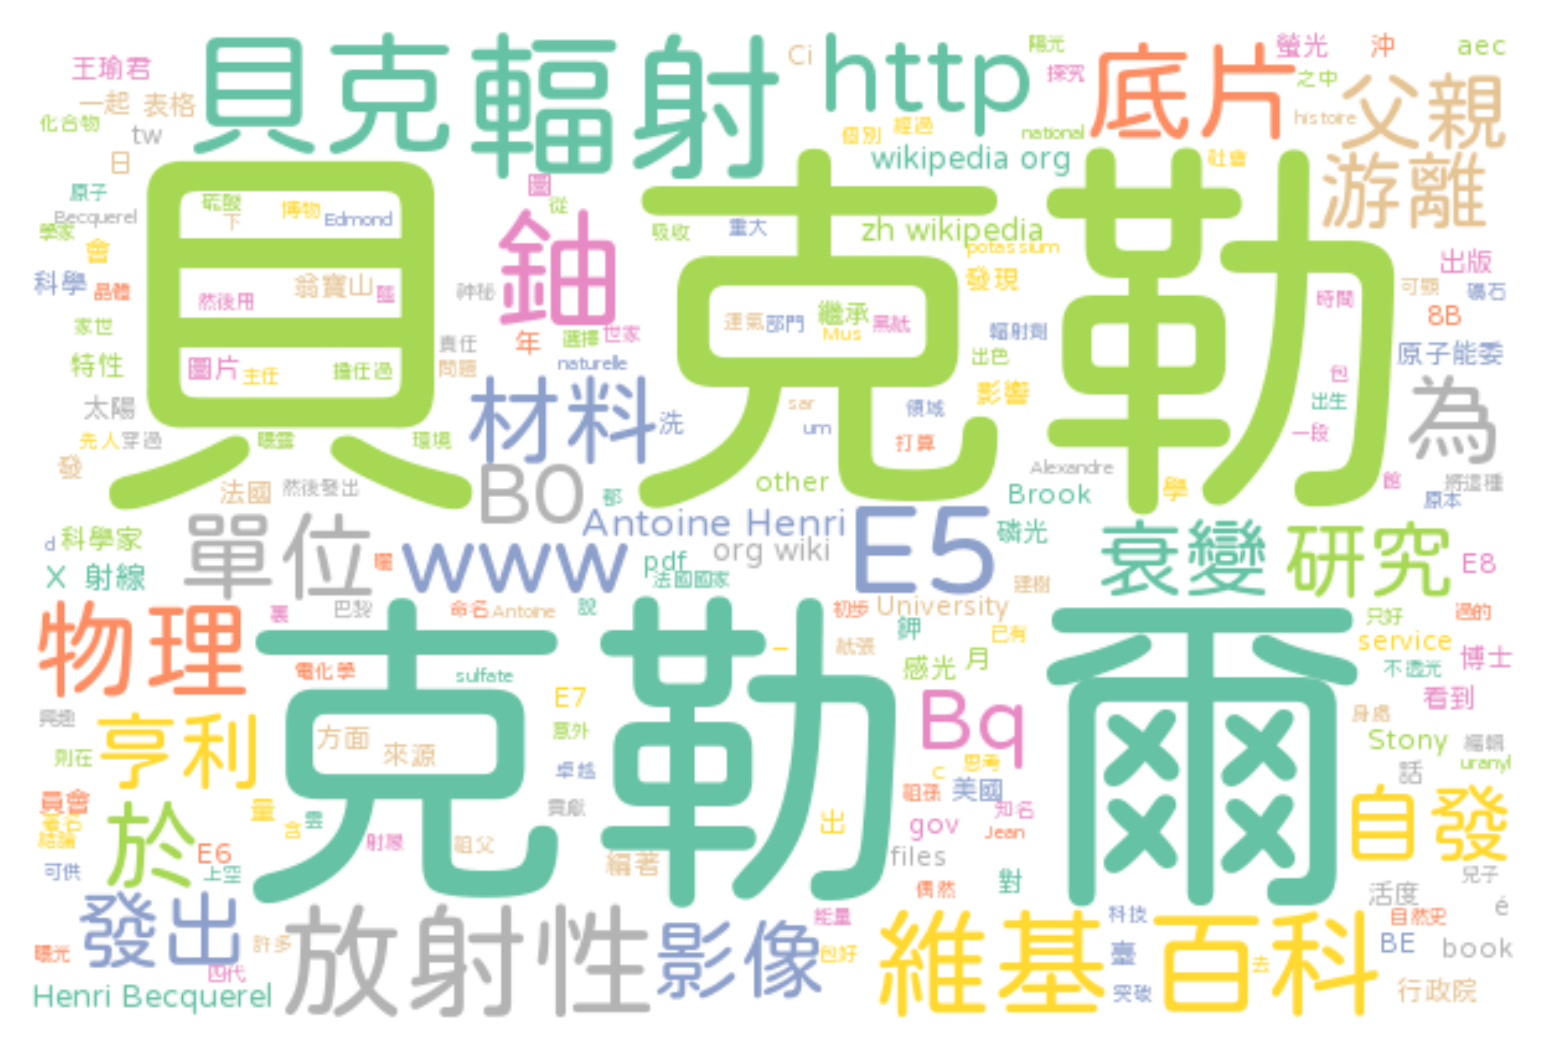 王瑜君
貝克
輻射
Ci
http
陽光
探究
底片
螢光
沖
aec
之中
父親
一起
表格
化合物
tw
日
個別
經過
national
histoire
wikipedia org
社會
游離
原子
Becquerel
學家
會
科學
晶體
家世
特性
太陽
先人
穿過
發
貝克勒
硫酸
下
博物
Edmond
然後用
翁寶山
圖片
主任
擔任過
曝露
環境
圖
從
鈾
神秘
年
選擇
世家
責任
問題
naturelle
吸收
重大
zh wikipedia
potassium
發現
運氣
部門
繼承
Mus
黑紙
輻射劑
出色
影響
sar
um
領域
打算
出版
時間
可顯
礦石
8B
原子能委
包
出生
一段
為
材料
洗
法國
然後發出
B0
other
Alexandre
Brook
學
館
將這種
原本
d
科學家
X 射線
單位
www
Antoine Henri
pdf
org wiki
法國國家
E5
磷光
建樹
衰變
研究
E8
物理
裏
巴黎
命名
Antoine
說
初步
University
鉀
已有
只好
過的
service
克勒爾
電化學
sulfate
紙張
感光
月
不透光
博士
看到
興趣
則在
亨利
方面
來源
E7
意外
卓越
貢獻
Bq
c
思考
祖孫
美國
知名
gov
Jean
身處
Stony
編輯
uranyl
話
員會
結論
量
含
於
E6
上空
可供
射線
祖父
編著
出
files
偶然
對
自發
活度
兒子
é
發出
許多
四代
曝光
Henri Becquerel
放射性
影像
能量
包好
維基百科
去
科技
臺
突破
自然史
BE
book
行政院